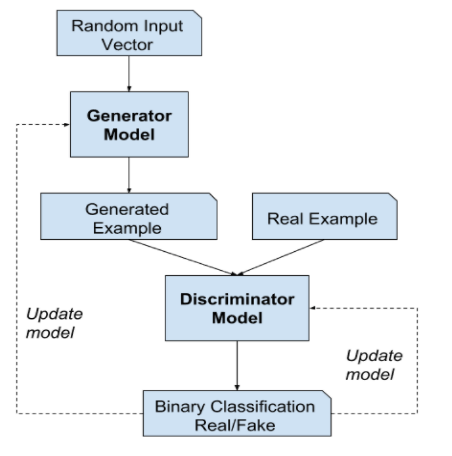 Random Input
Vector
Generator
Model
Generated
Example
Real Example
Discriminator
Model
Update
model
Update
model
Binary Classification
Real/Fake